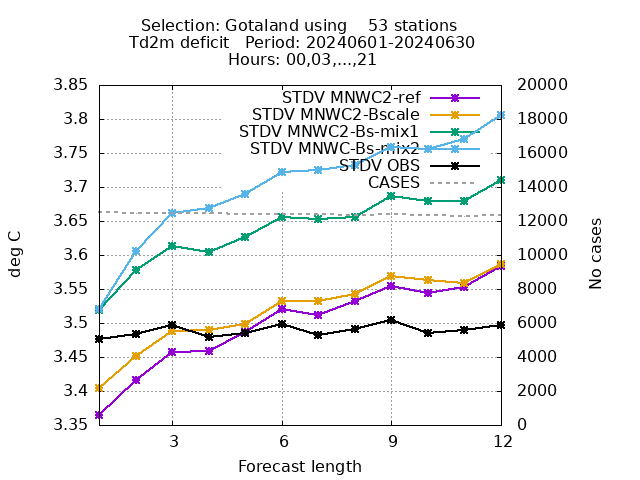 Selection: Gotaland using    53 stations
Td2m deficit   Period: 20240601-20240630
Hours: 00,03,...,21
STDV MNWC2-ref
STDV MNWC2-Bscale
STDV MNWC2-Bs-mix1
STDV MNWC-Bs-mix2
STDV OBS
CASES
3.85
3.8
3.75
3.7
3.65
3.6
3.55
3.5
3.45
3.4
3.35
deg C
20000
18000
16000
14000
12000
10000
8000
6000
4000
2000
0
No cases
3
6
9
12
Forecast length